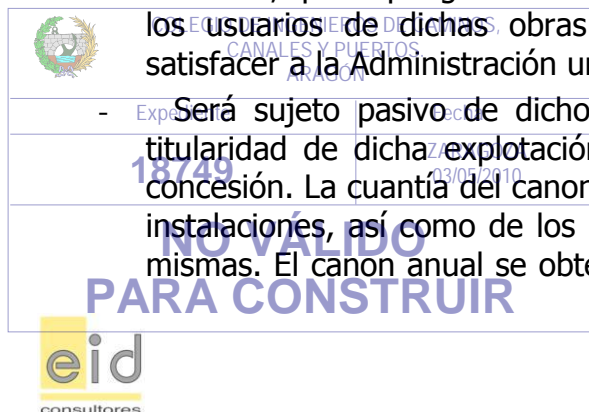 los usuarios de dichas obras
satisfacer a la Administración
- Será sujeto pasivo de dicho
titularidad de dicha explotación
concesión. La cuantía del canon
instalaciones, así como de los
mismas. El canon anual se
COLEGIO DE INGENIEROS DE CAMINOS,
CANALES Y PUERTOS.
ARAGÓN
Expediente
Fecha
18749
ZARAGOZA
03/05/2010
NO VÁLIDO
PARA CONSTRUIR
eid
consultores